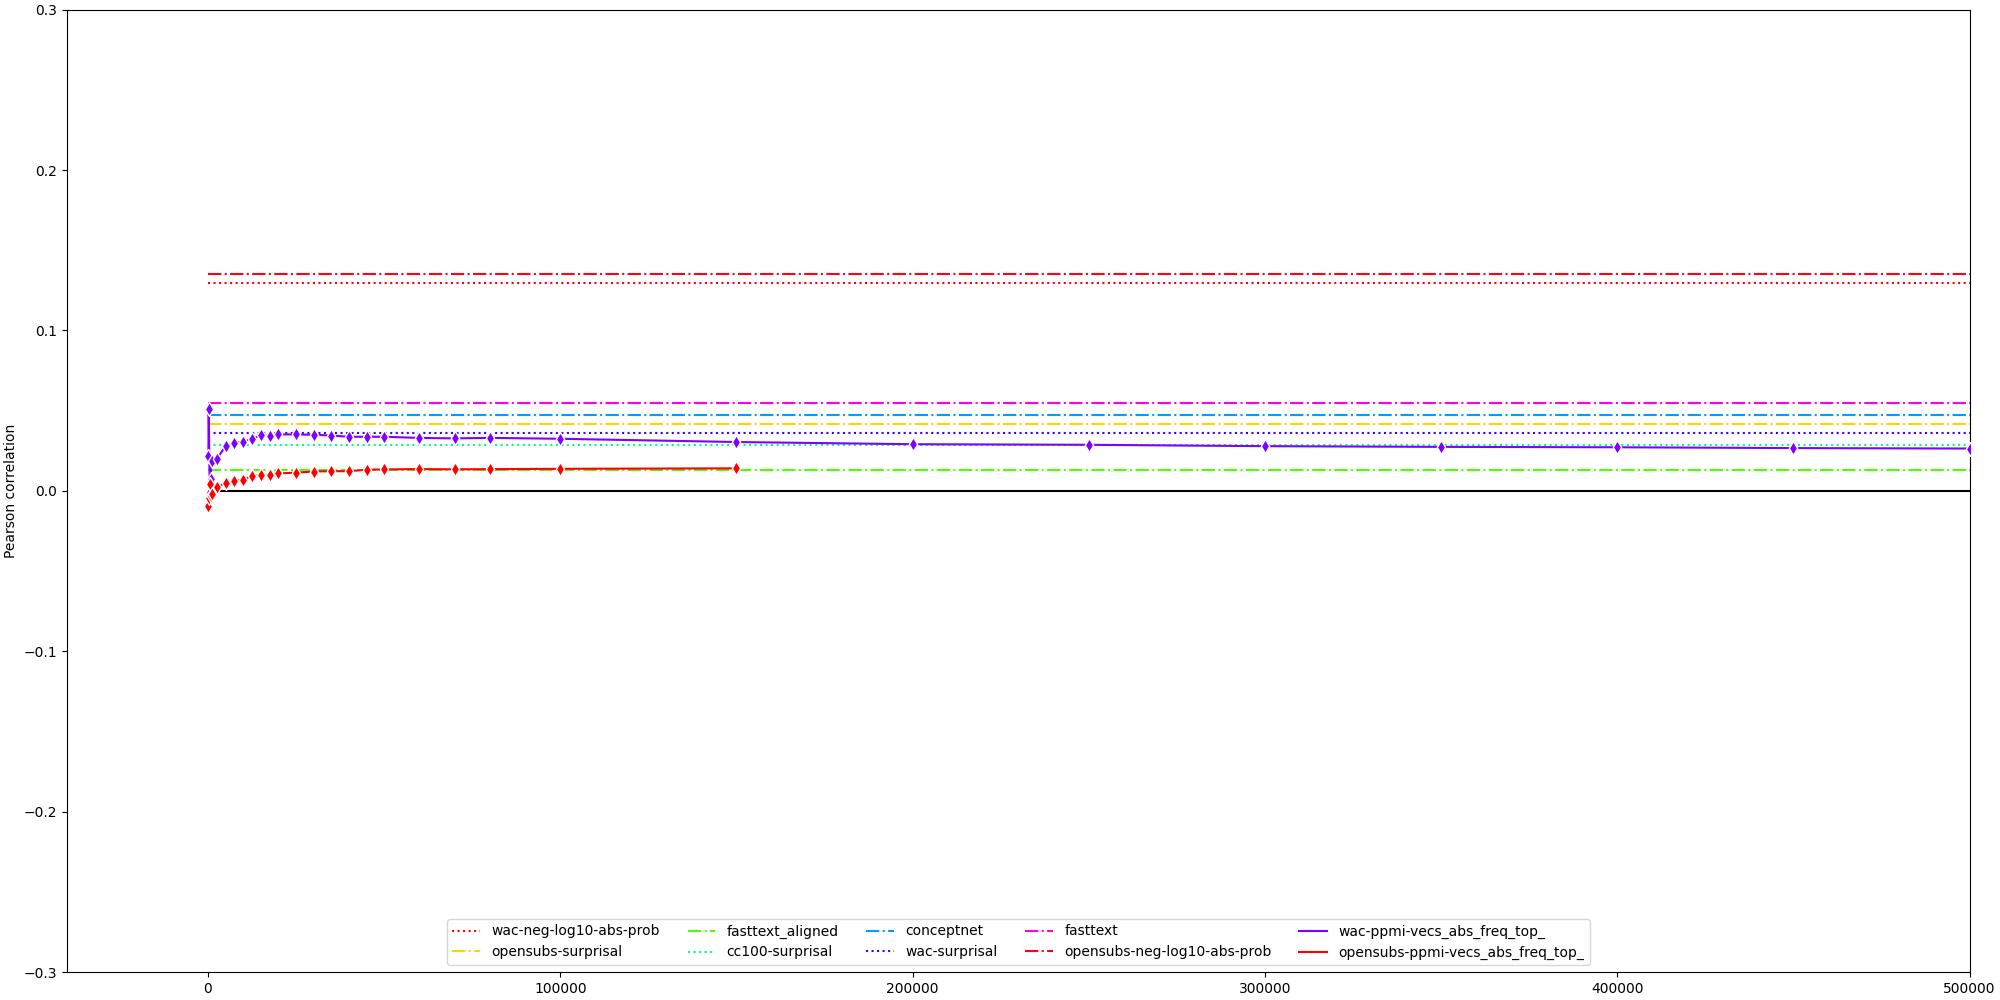 0.3
0.2
0.1
0.0
−0.1
−0.2
−0.3
Pearson correlation
wac-neg-log10-abs-prob fasttext_aligned conceptnet fasttext wac-ppmi-vecs_abs_freq_top_
opensubs-surprisal cc100-surprisal wac-surprisal opensubs-neg-log10-abs-prob opensubs-ppmi-vecs_abs_freq_top_
0 100000 200000 300000 400000 500000